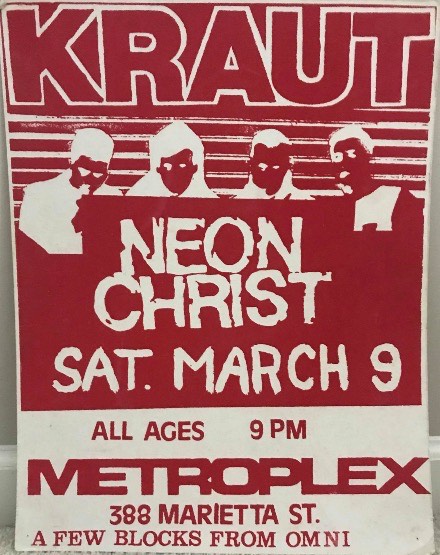 KRAUT
NEON
CHRIST
SAT. MARCH 9
ALL AGES 9 PM
METROPLEX
388 MARIETTA ST.
A FEW BLOCKS FROM OMNI